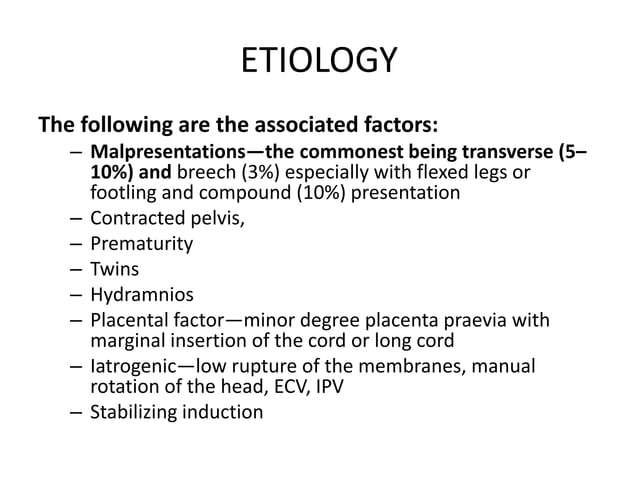 ETIOLOGY
The following are the associated factors:
– Malpresentations—the commonest being transverse (5–
10%) and breech (3%) especially with flexed legs or
footling and compound (10%) presentation
– Contracted pelvis,
– Prematurity
– Twins
– Hydramnios
– Placental factor—minor degree placenta praevia with
marginal insertion of the cord or long cord
– Iatrogenic—low rupture of the membranes, manual
rotation of the head, ECV, IPV
– Stabilizing induction